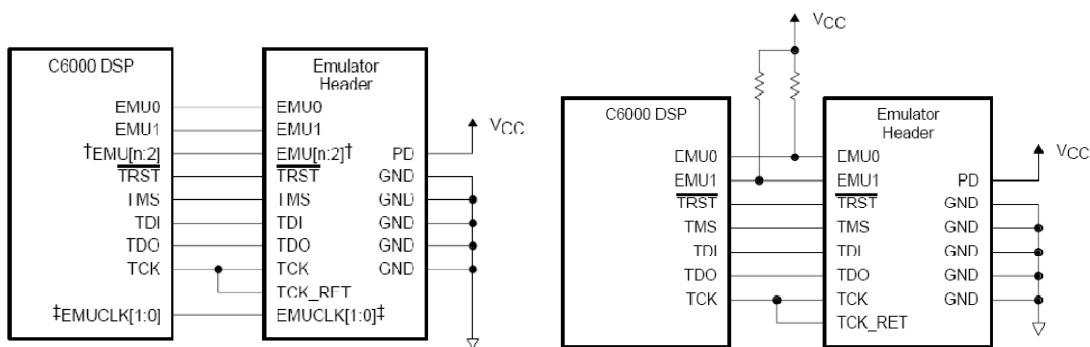 C6000 DSP
EMU0
EMU1
†EMU[n:2]
TRST
TMS
TDI
TDO
TCK
‡EMUCLK[1:0]
Emulator
Header
EMU0
EMU1
EMU[n:2]†
TRST
TMS
TDI
TDO
TCK
TCK_RET
EMUCLK[1:0]‡
PD
GND
GND
GND
GND
GND
VCC
VCC
C6000 DSP
EMU0
EMU1
TRST
TMS
TDI
TDO
TCK
Emulator
Header
EMU0
EMU1
TRST
TMS
TDI
TDO
TCK
TCK_RET
PD
GND
GND
GND
GND
GND
VCC